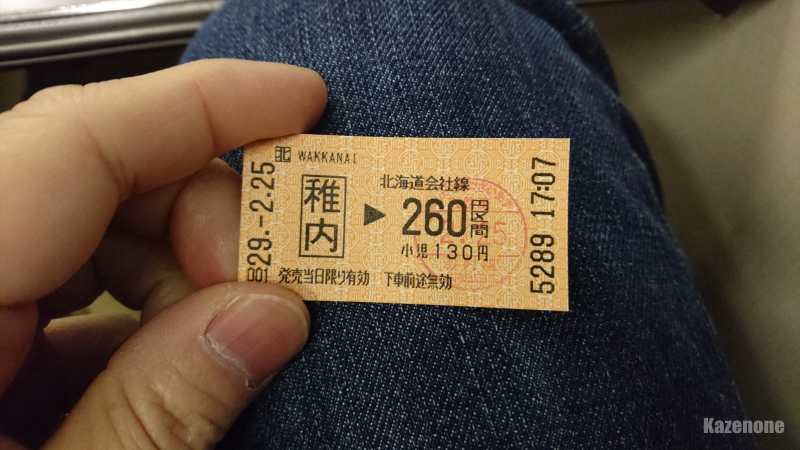 北 WAKKANAI
稚内
▶
北海道会社線
260円区間
小児130円
発売当日限り有効 下車前途無効
801 29.-2.25
5289 17:07
Kazenone